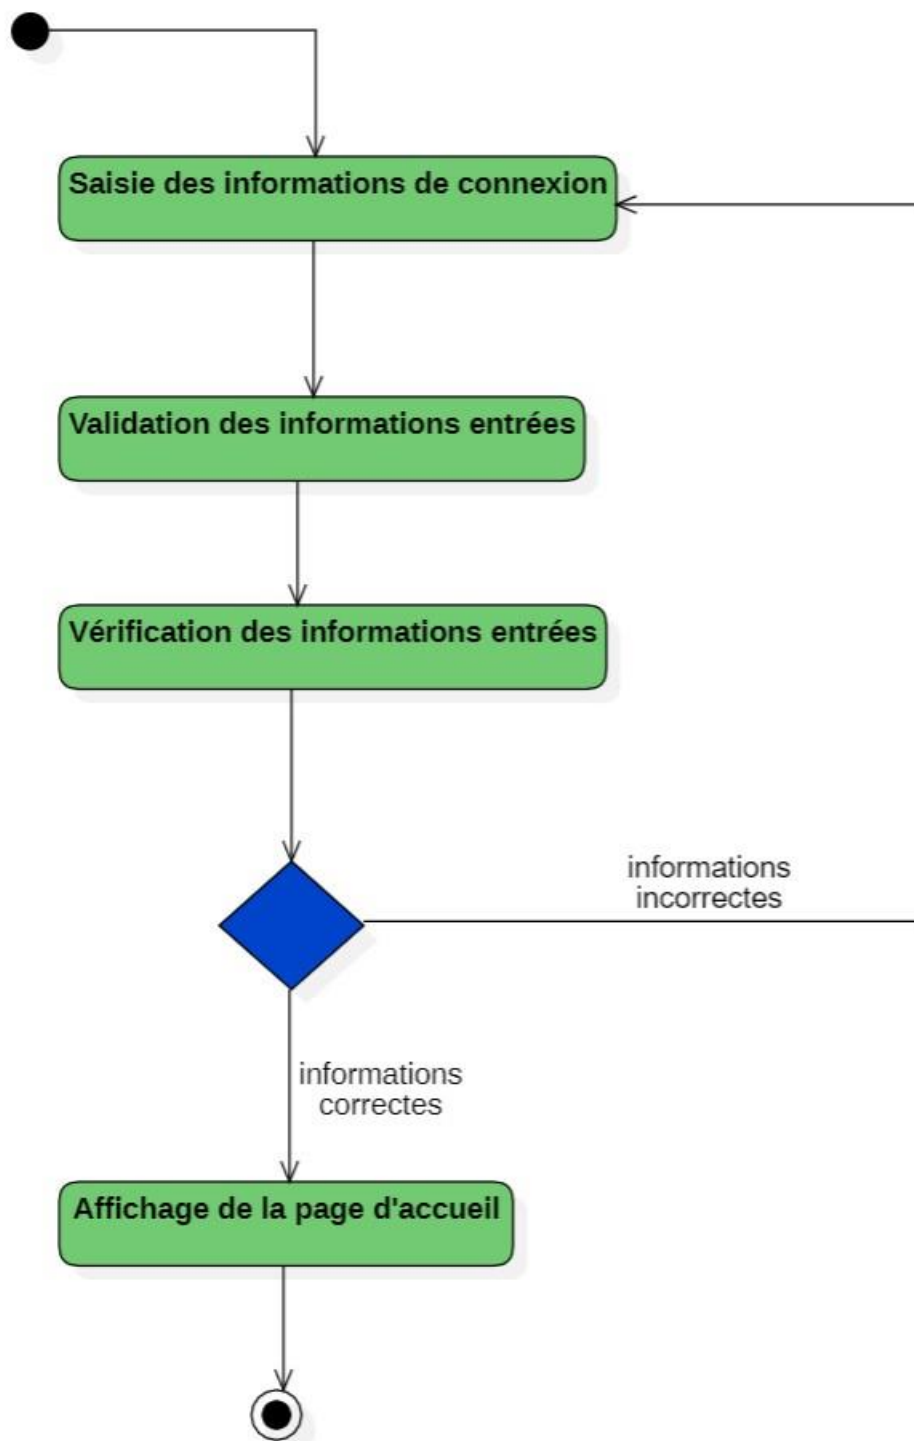 Saisie des informations de connexion
Validation des informations entrées
Vérification des informations entrées
informations
incorrectes
informations
correctes
Affichage de la page d'accueil